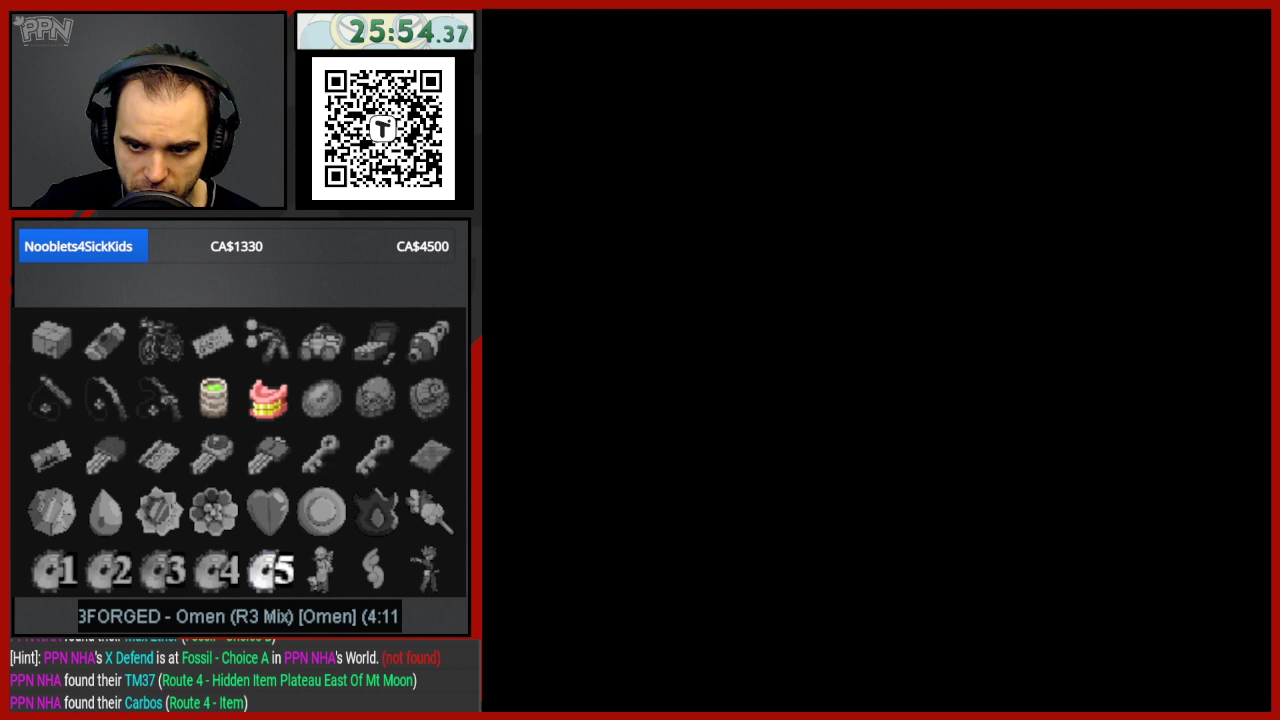 PPN
25:54.37
T
Nooblets4SickKids CA$1330 CA$4500
1 2 3 4 5
3FORGED - Omen (R3 Mix) [Omen] (4:11
[Hint]: PPN NHA's X Defend is at Fossil - Choice A in PPN NHA's World. (not found)
PPN NHA found their TM37 (Route 4 - Hidden Item Plateau East Of Mt Moon)
PPN NHA found their Carbos (Route 4 - Item)